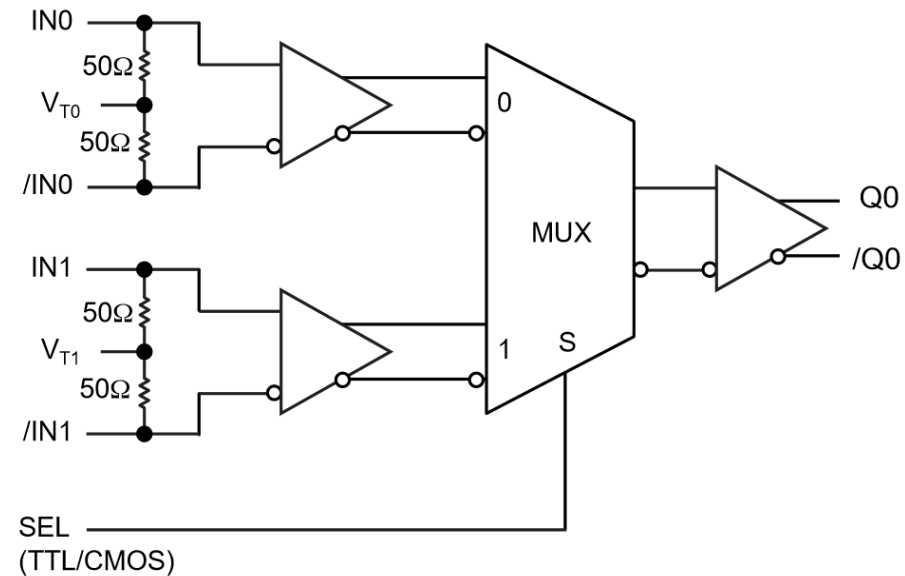 IN0
50Ω
VT0
50Ω
/IN0
0
MUX
Q0
/Q0
IN1
50Ω
VT1
50Ω
/IN1
1
S
SEL
(TTL/CMOS)